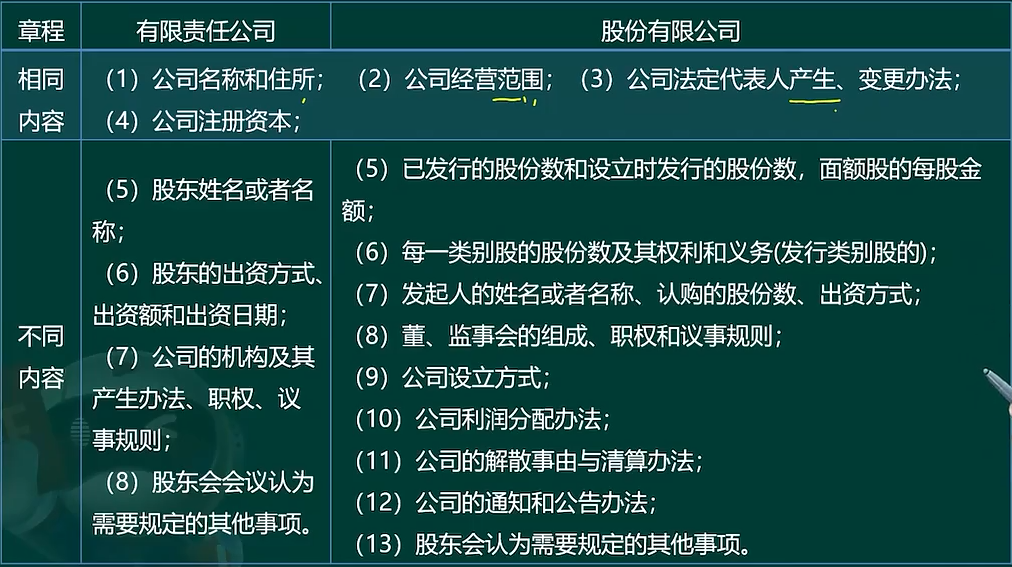 章程 有限责任公司 股份有限公司
相同
内容
（1）公司名称和住所； （2）公司经营范围； （3）公司法定代表人产生、变更办法；
（4）公司注册资本；
不同
内容
（5）股东姓名或者名
称；
（6）股东的出资方式、
出资额和出资日期；
（7）公司的机构及其
产生办法、职权、议
事规则；
（8）股东会会议认为
需要规定的其他事项。
（5）已发行的股份数和设立时发行的股份数，面额股的每股金
额；
（6）每一类别股的股份数及其权利和义务(发行类别股的)；
（7）发起人的姓名或者名称、认购的股份数、出资方式；
（8）董、监事会的组成、职权和议事规则；
（9）公司设立方式；
（10）公司利润分配办法；
（11）公司的解散事由与清算办法；
（12）公司的通知和公告办法；
（13）股东会认为需要规定的其他事项。